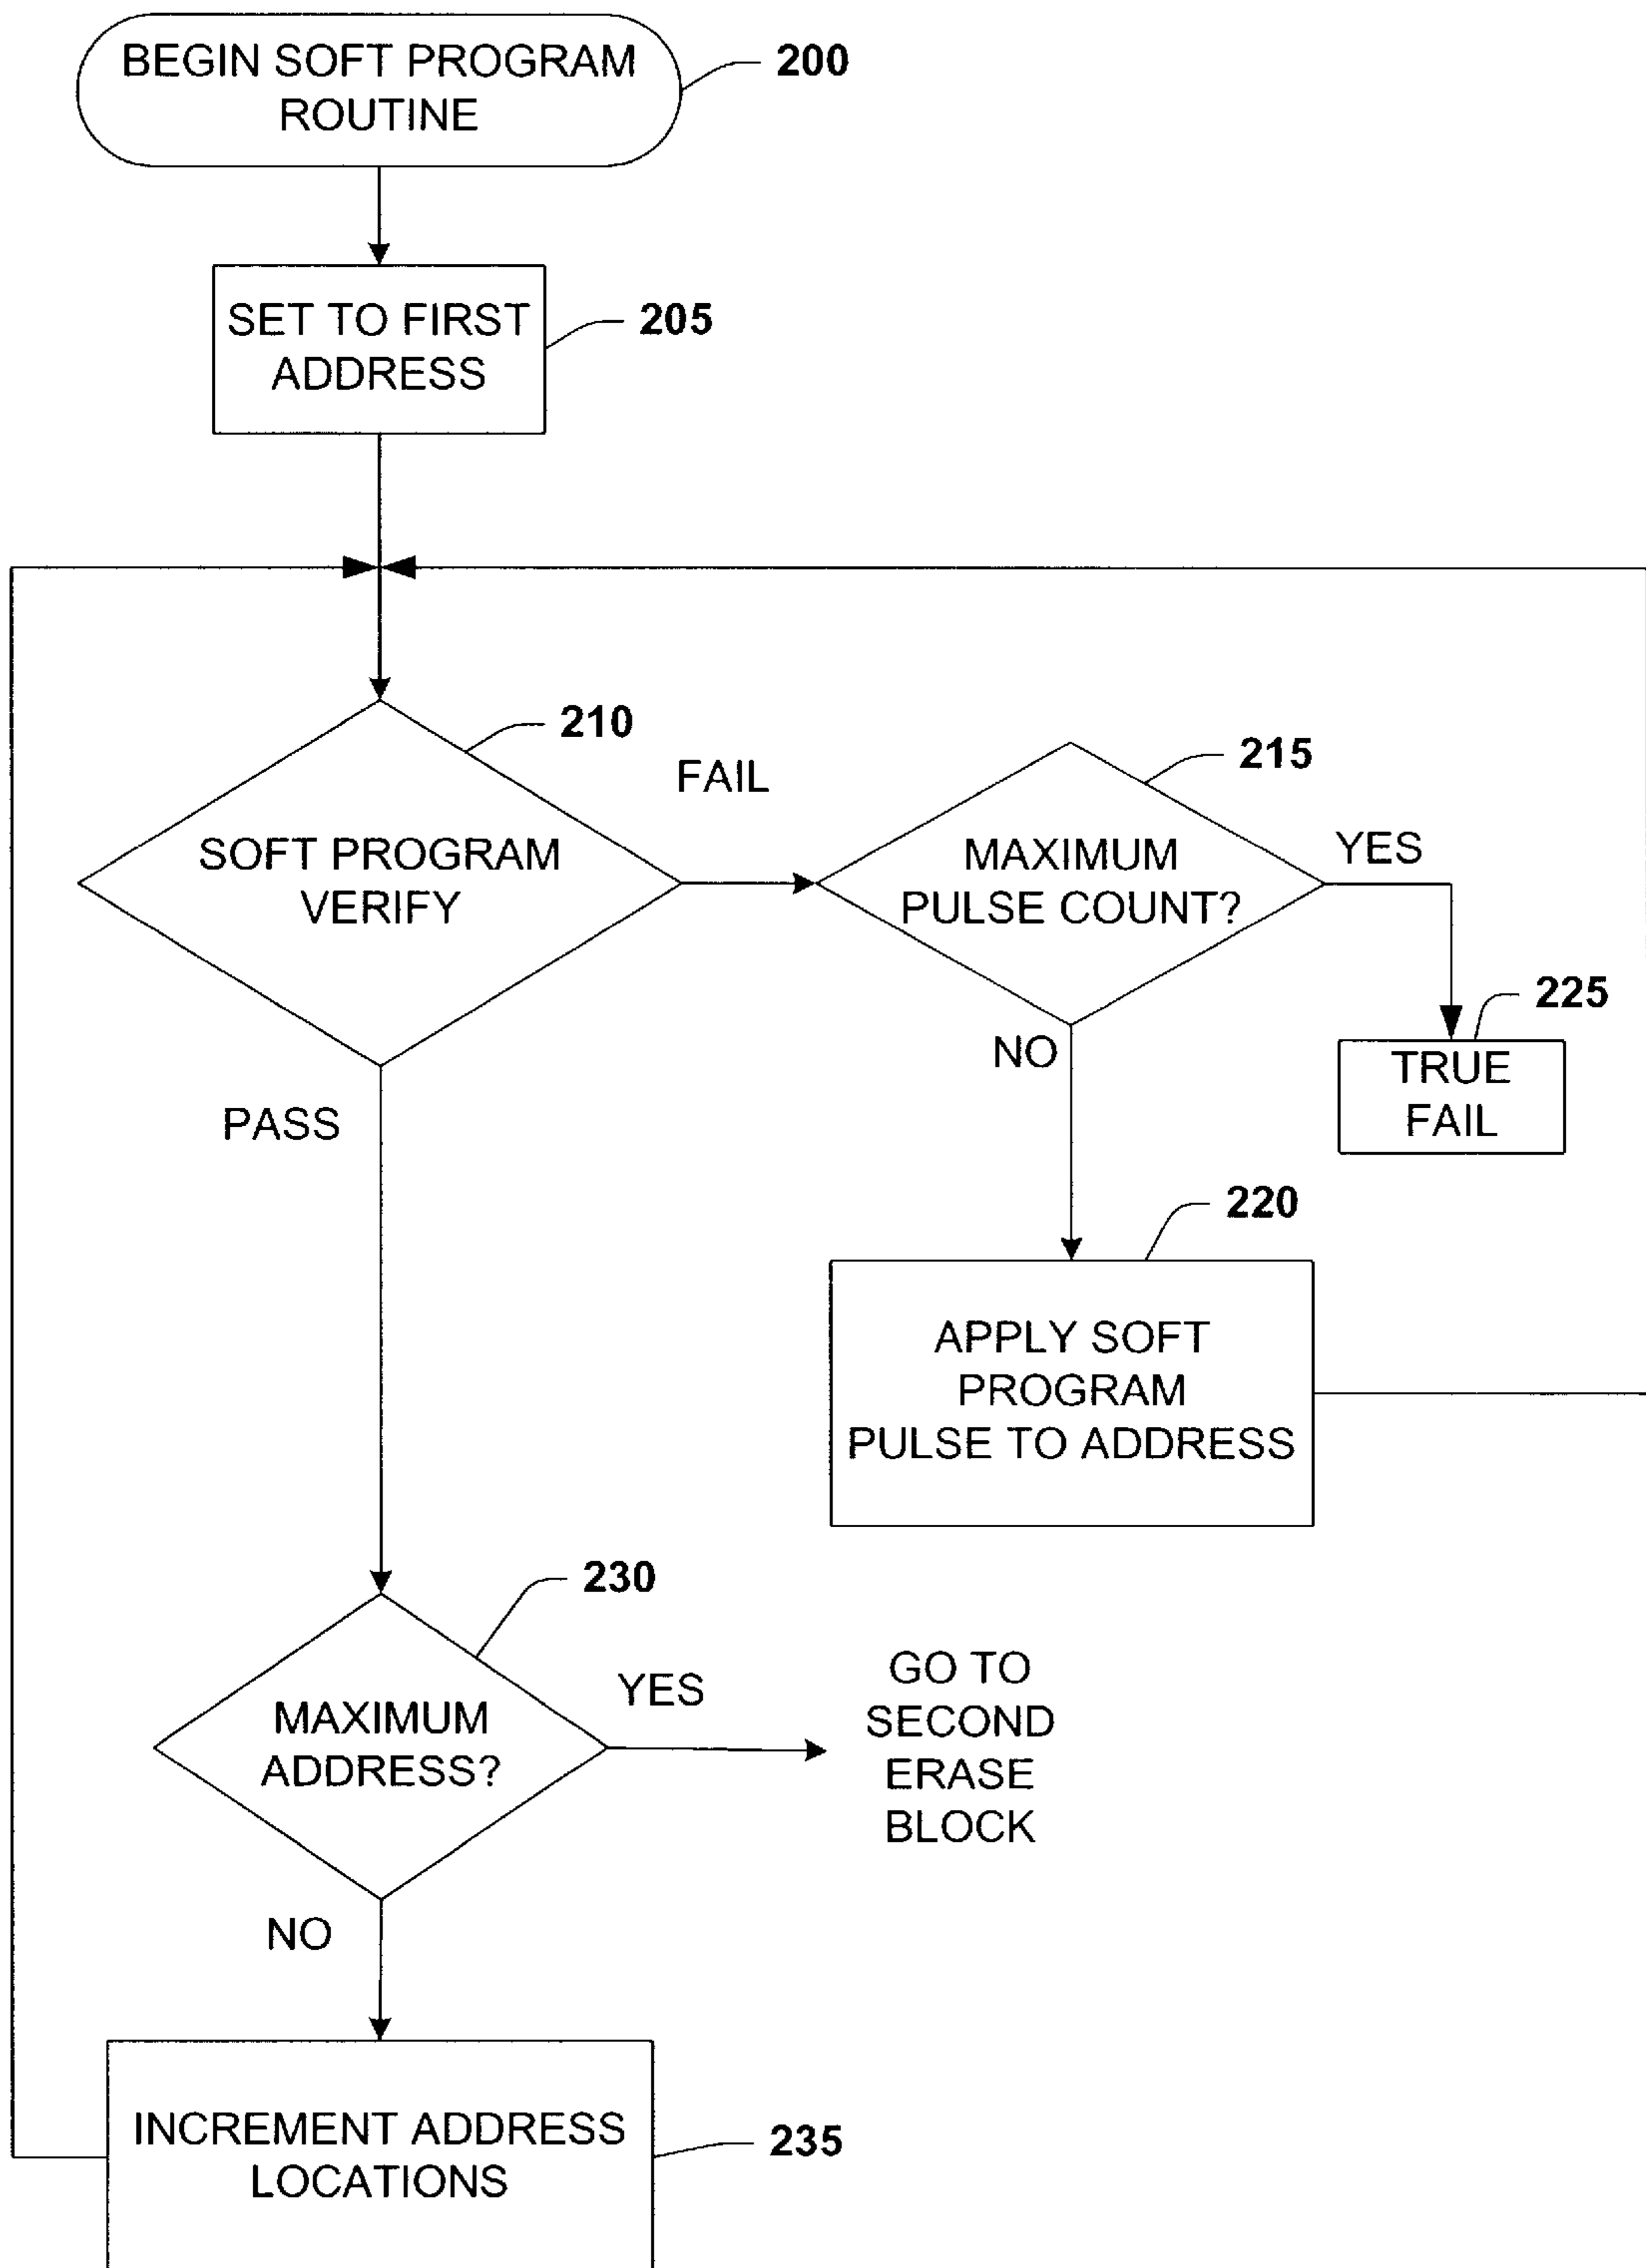 BEGIN SOFT PROGRAM
ROUTINE
200
SET TO FIRST
ADDRESS
205
210
SOFT PROGRAM
VERIFY
FAIL
215
MAXIMUM
PULSE COUNT?
YES
225
TRUE
FAIL
NO
PASS
220
APPLY SOFT
PROGRAM
PULSE TO ADDRESS
230
MAXIMUM
ADDRESS?
YES
GO TO
SECOND
ERASE
BLOCK
NO
INCREMENT ADDRESS
LOCATIONS
235